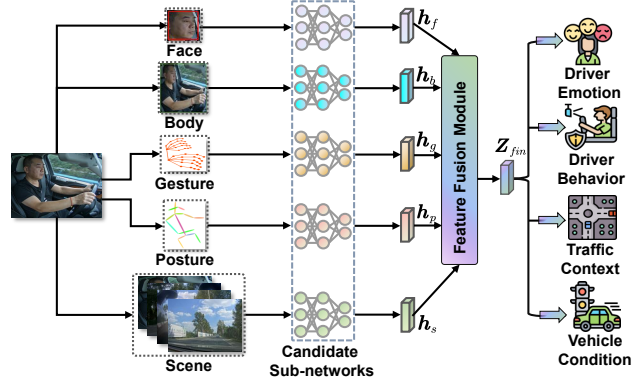 Face
Body
Gesture
Posture
Scene
Candidate
Sub-networks
h_f
h_b
h_g
h_p
h_s
Feature Fusion Module
Z_fin
Driver
Emotion
Driver
Behavior
Traffic
Context
Vehicle
Condition